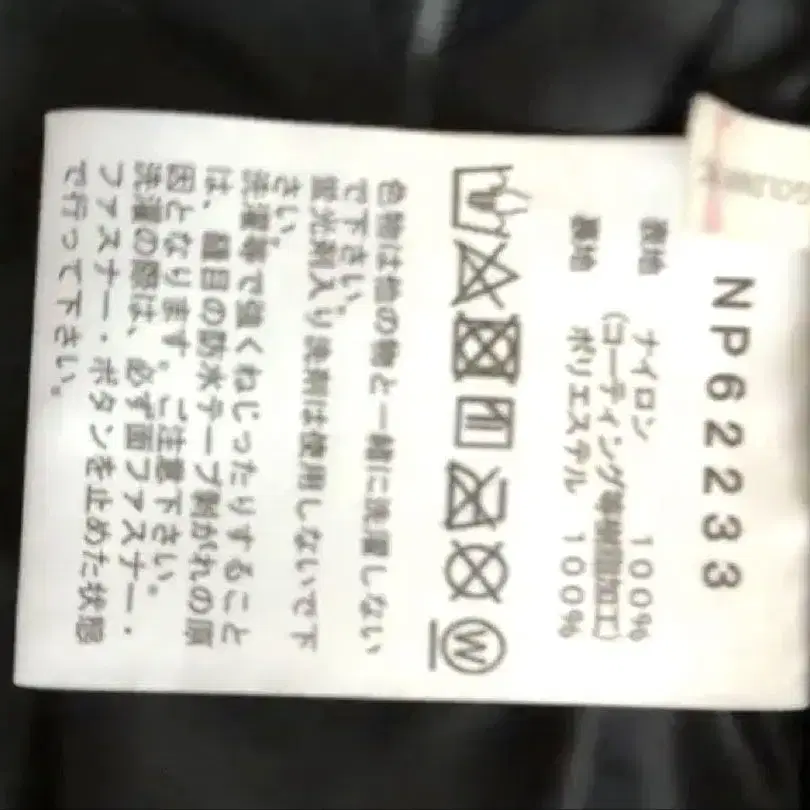 NP62233
表地 ナイロン 100%
(コーティング等樹脂加工)
裏地 ポリエステル 100%
W
色物は他の物と一緒に洗濯しない
で下さい。
蛍光剤入り洗剤は使用しないで下
さい。
洗濯等で強くねじったりすること
は、縫目の防水テープ剥がれの原
因となります。ご注意下さい。
洗濯の際は、必ず面ファスナー・
ファスナー・ボタンを止めた状態
で行って下さい。